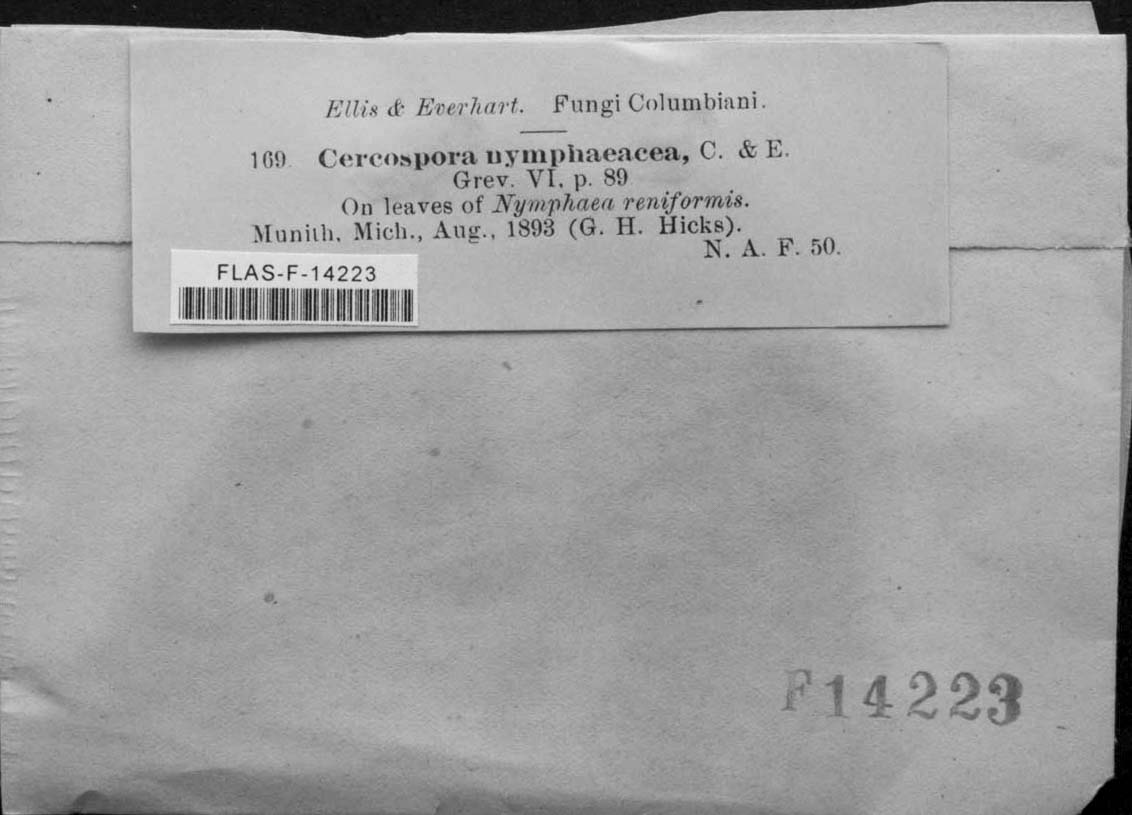 Ellis & Everhart. Fungi Columbiani.
169. Cercospora nymphaeacea, C. & E.
Grev. VI, p. 89
On leaves of Nymphaea reniformis.
Munith, Mich., Aug., 1893 (G. H. Hicks).
N. A. F. 50.
FLAS-F-14223
F14223